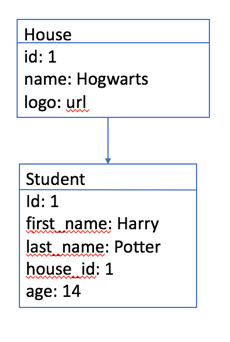 House
id: 1
name: Hogwarts
logo: url
Student
Id: 1
first_name: Harry
last_name: Potter
house_id: 1
age: 14